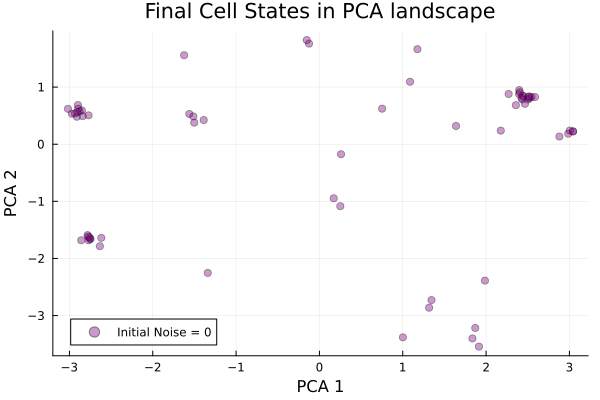 Final Cell States in PCA landscape
PCA 2
1
0
−1
−2
−3
Initial Noise = 0
−3 −2 −1 0 1 2 3
PCA 1